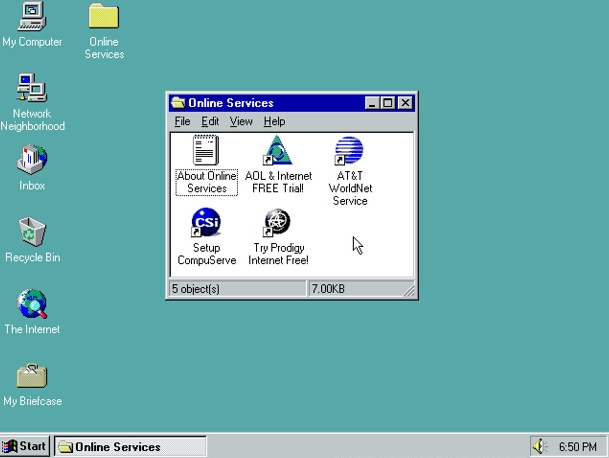 My Computer
Online
Services
Network
Neighborhood
Inbox
Recycle Bin
The Internet
My Briefcase
Online Services
File Edit View Help
About Online
Services
AOL & Internet
FREE Trial!
AT&T
WorldNet
Service
CSi
Setup
CompuServe
Try Prodigy
Internet Free!
5 object(s)
7.00KB
Start
Online Services
6:50 PM